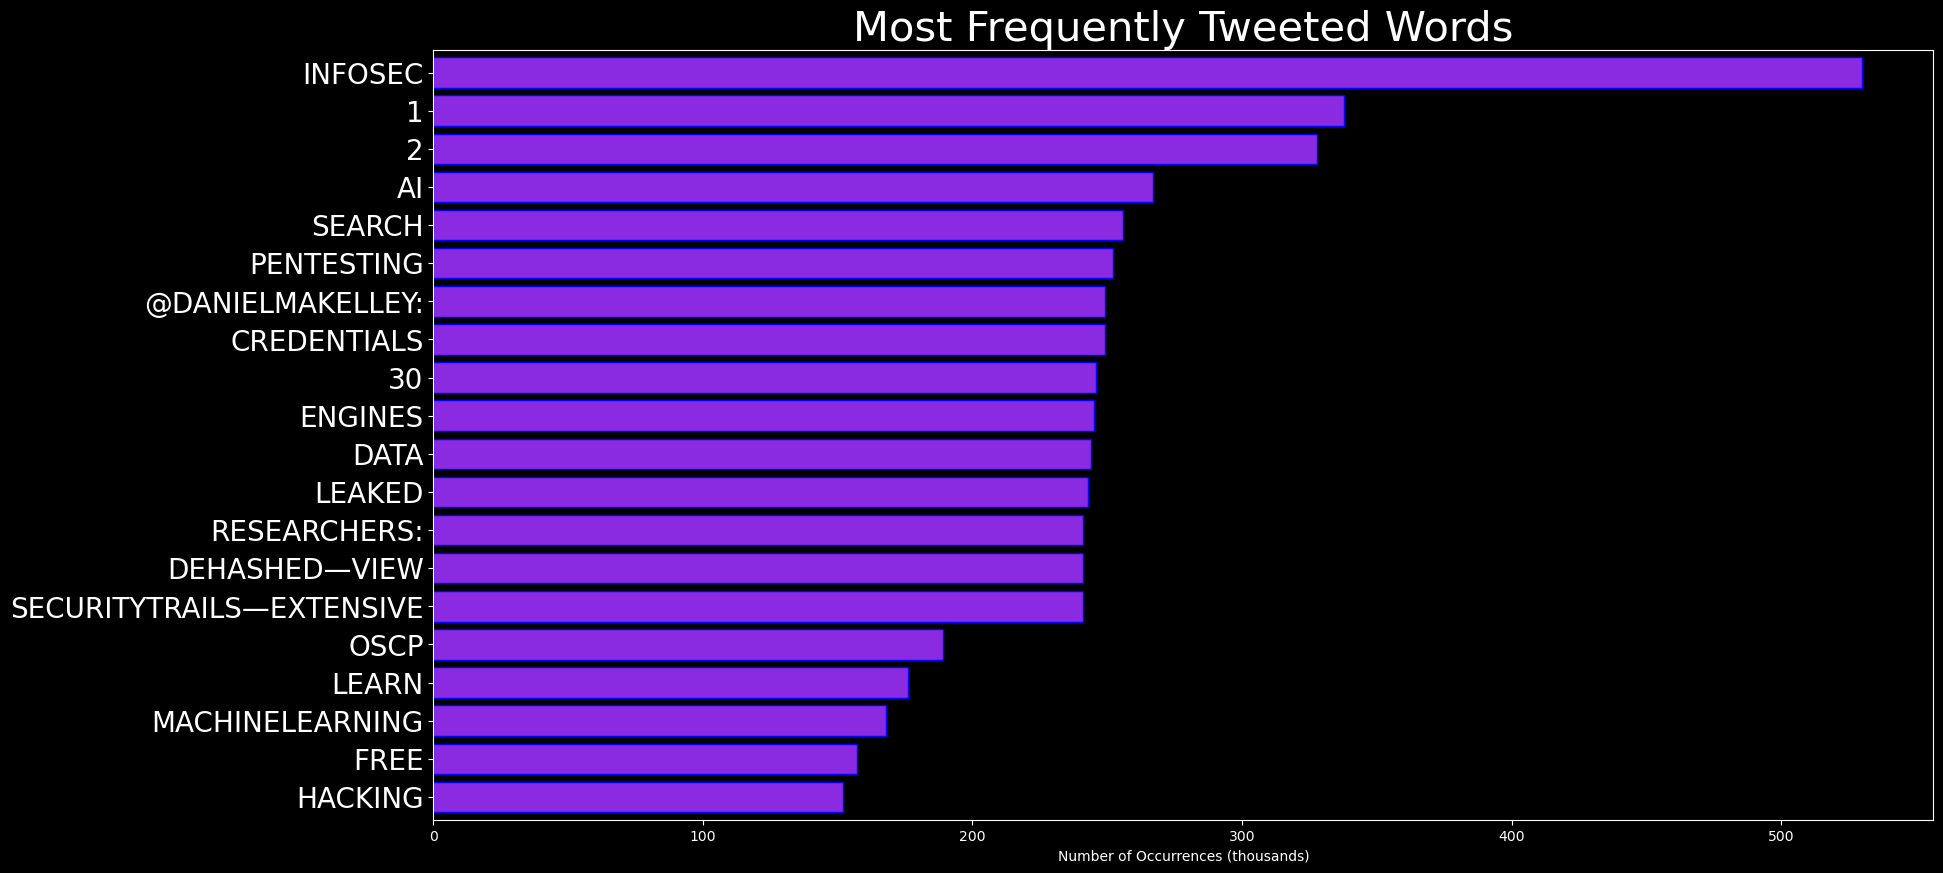 Most Frequently Tweeted Words
INFOSEC
1
2
AI
SEARCH
PENTESTING
@DANIELMAKELLEY:
CREDENTIALS
30
ENGINES
DATA
LEAKED
RESEARCHERS:
DEHASHED—VIEW
SECURITYTRAILS—EXTENSIVE
OSCP
LEARN
MACHINELEARNING
FREE
HACKING
0 100 200 300 400 500
Number of Occurrences (thousands)